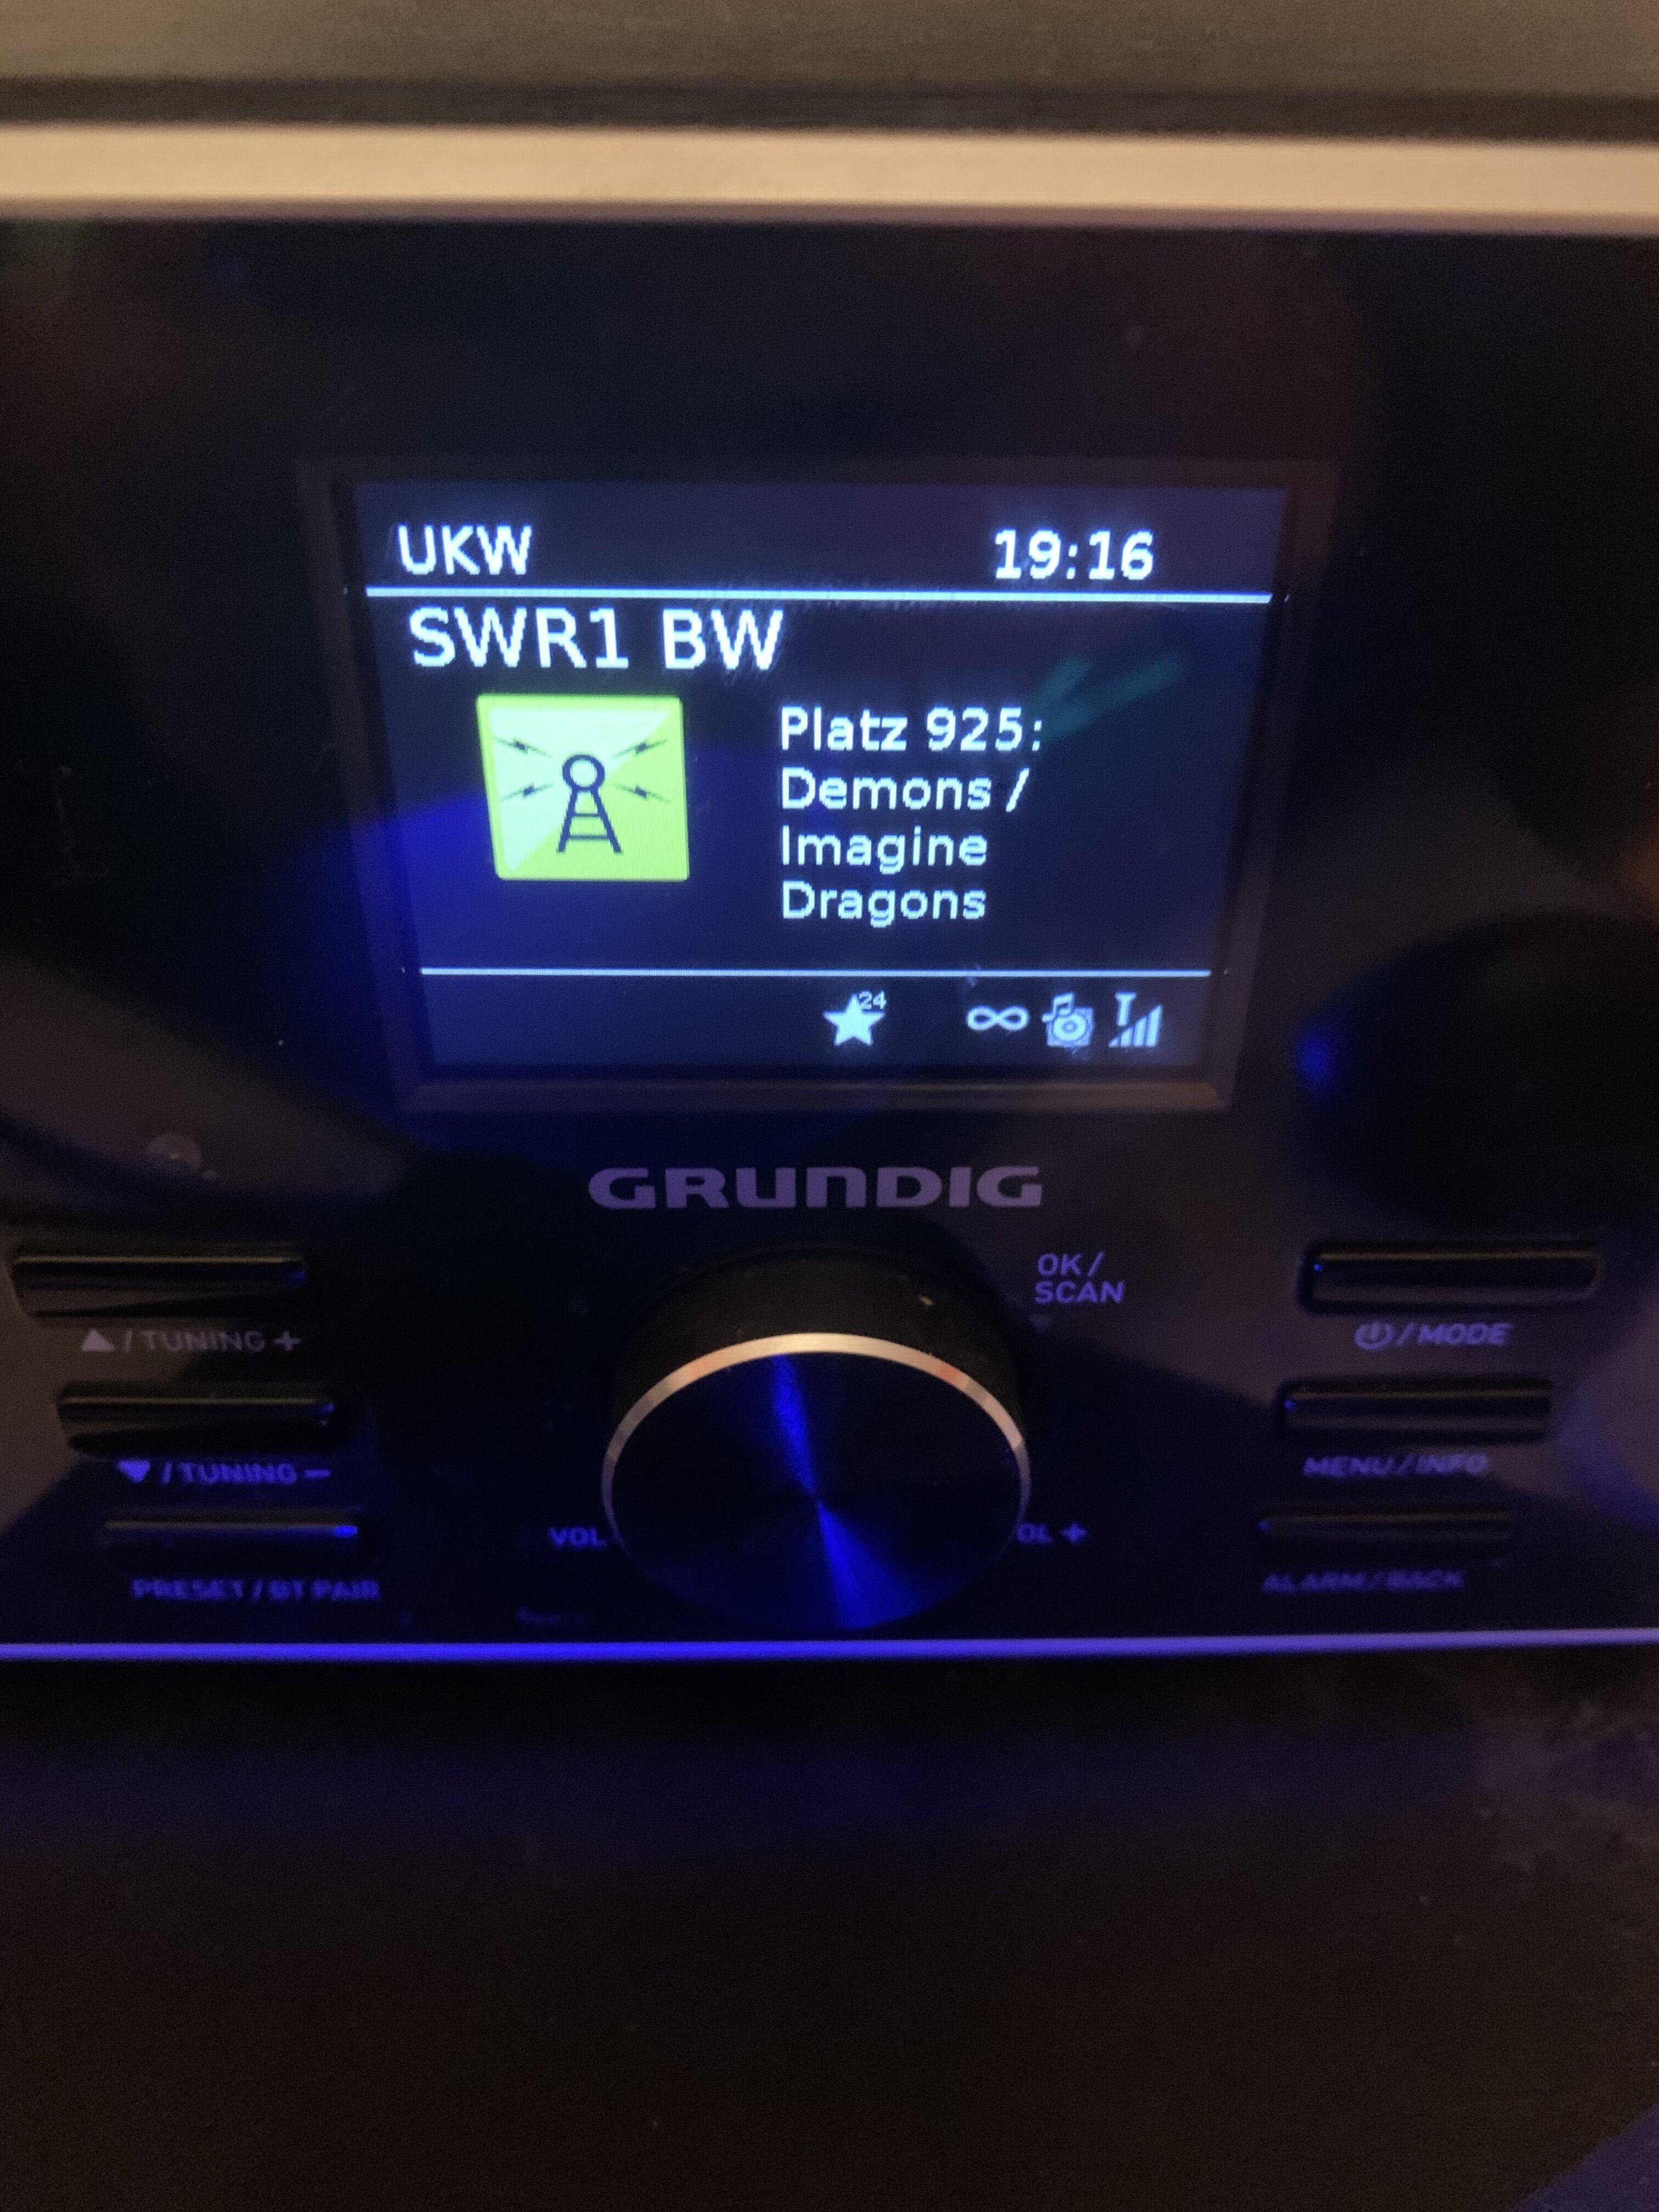 UKW 19:16
SWR1 BW
Platz 925:
Demons /
Imagine
Dragons
24
GRUNDIG
OK /
SCAN
▲ / TUNING +
⏻ / MODE
▼ / TUNING −
MENU / INFO
VOL OL +
PRESET / BT PAIR
ALARM / BACK